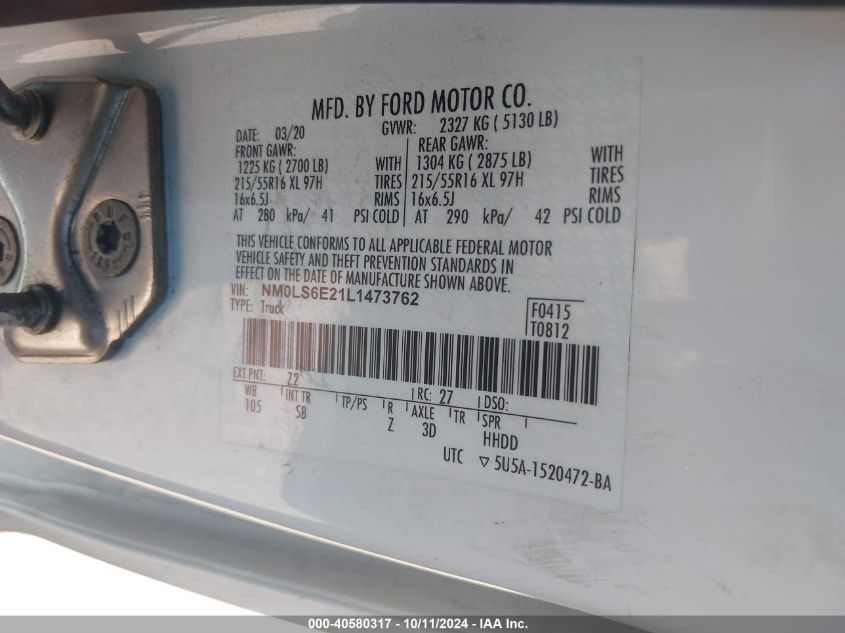 MFD. BY FORD MOTOR CO.
DATE: 03/20 GVWR: 2327 KG ( 5130 LB)
FRONT GAWR: REAR GAWR:
1225 KG ( 2700 LB) WITH 1304 KG ( 2875 LB) WITH
215/55R16 XL 97H TIRES 215/55R16 XL 97H TIRES
16x6.5J RIMS 16x6.5J RIMS
AT 280 kPa/ 41 PSI COLD AT 290 kPa/ 42 PSI COLD
THIS VEHICLE CONFORMS TO ALL APPLICABLE FEDERAL MOTOR
VEHICLE SAFETY AND THEFT PREVENTION STANDARDS IN
EFFECT ON THE DATE OF MANUFACTURE SHOWN ABOVE.
VIN: NM0LS6E21L1473762
TYPE: Truck
F0415
T0812
EXT PNT: Z2 RC: 27 DSO:
WB INT TR TP/PS R AXLE TR SPR
105 SB Z 3D HHDD
UTC ▽ 5U5A-1520472-BA
000-40580317 - 10/11/2024 - IAA Inc.